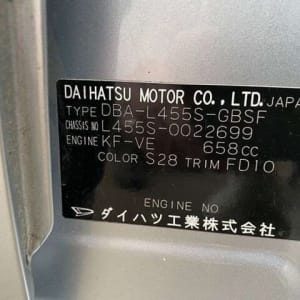 DAIHATSU MOTOR CO., LTD. JAPA
TYPE DBA-L455S-GBSF
CHASSIS NO L455S-0022699
ENGINE KF-VE 658cc
COLOR S28 TRIM FD10
ENGINE NO
ダイハツ工業株式会社